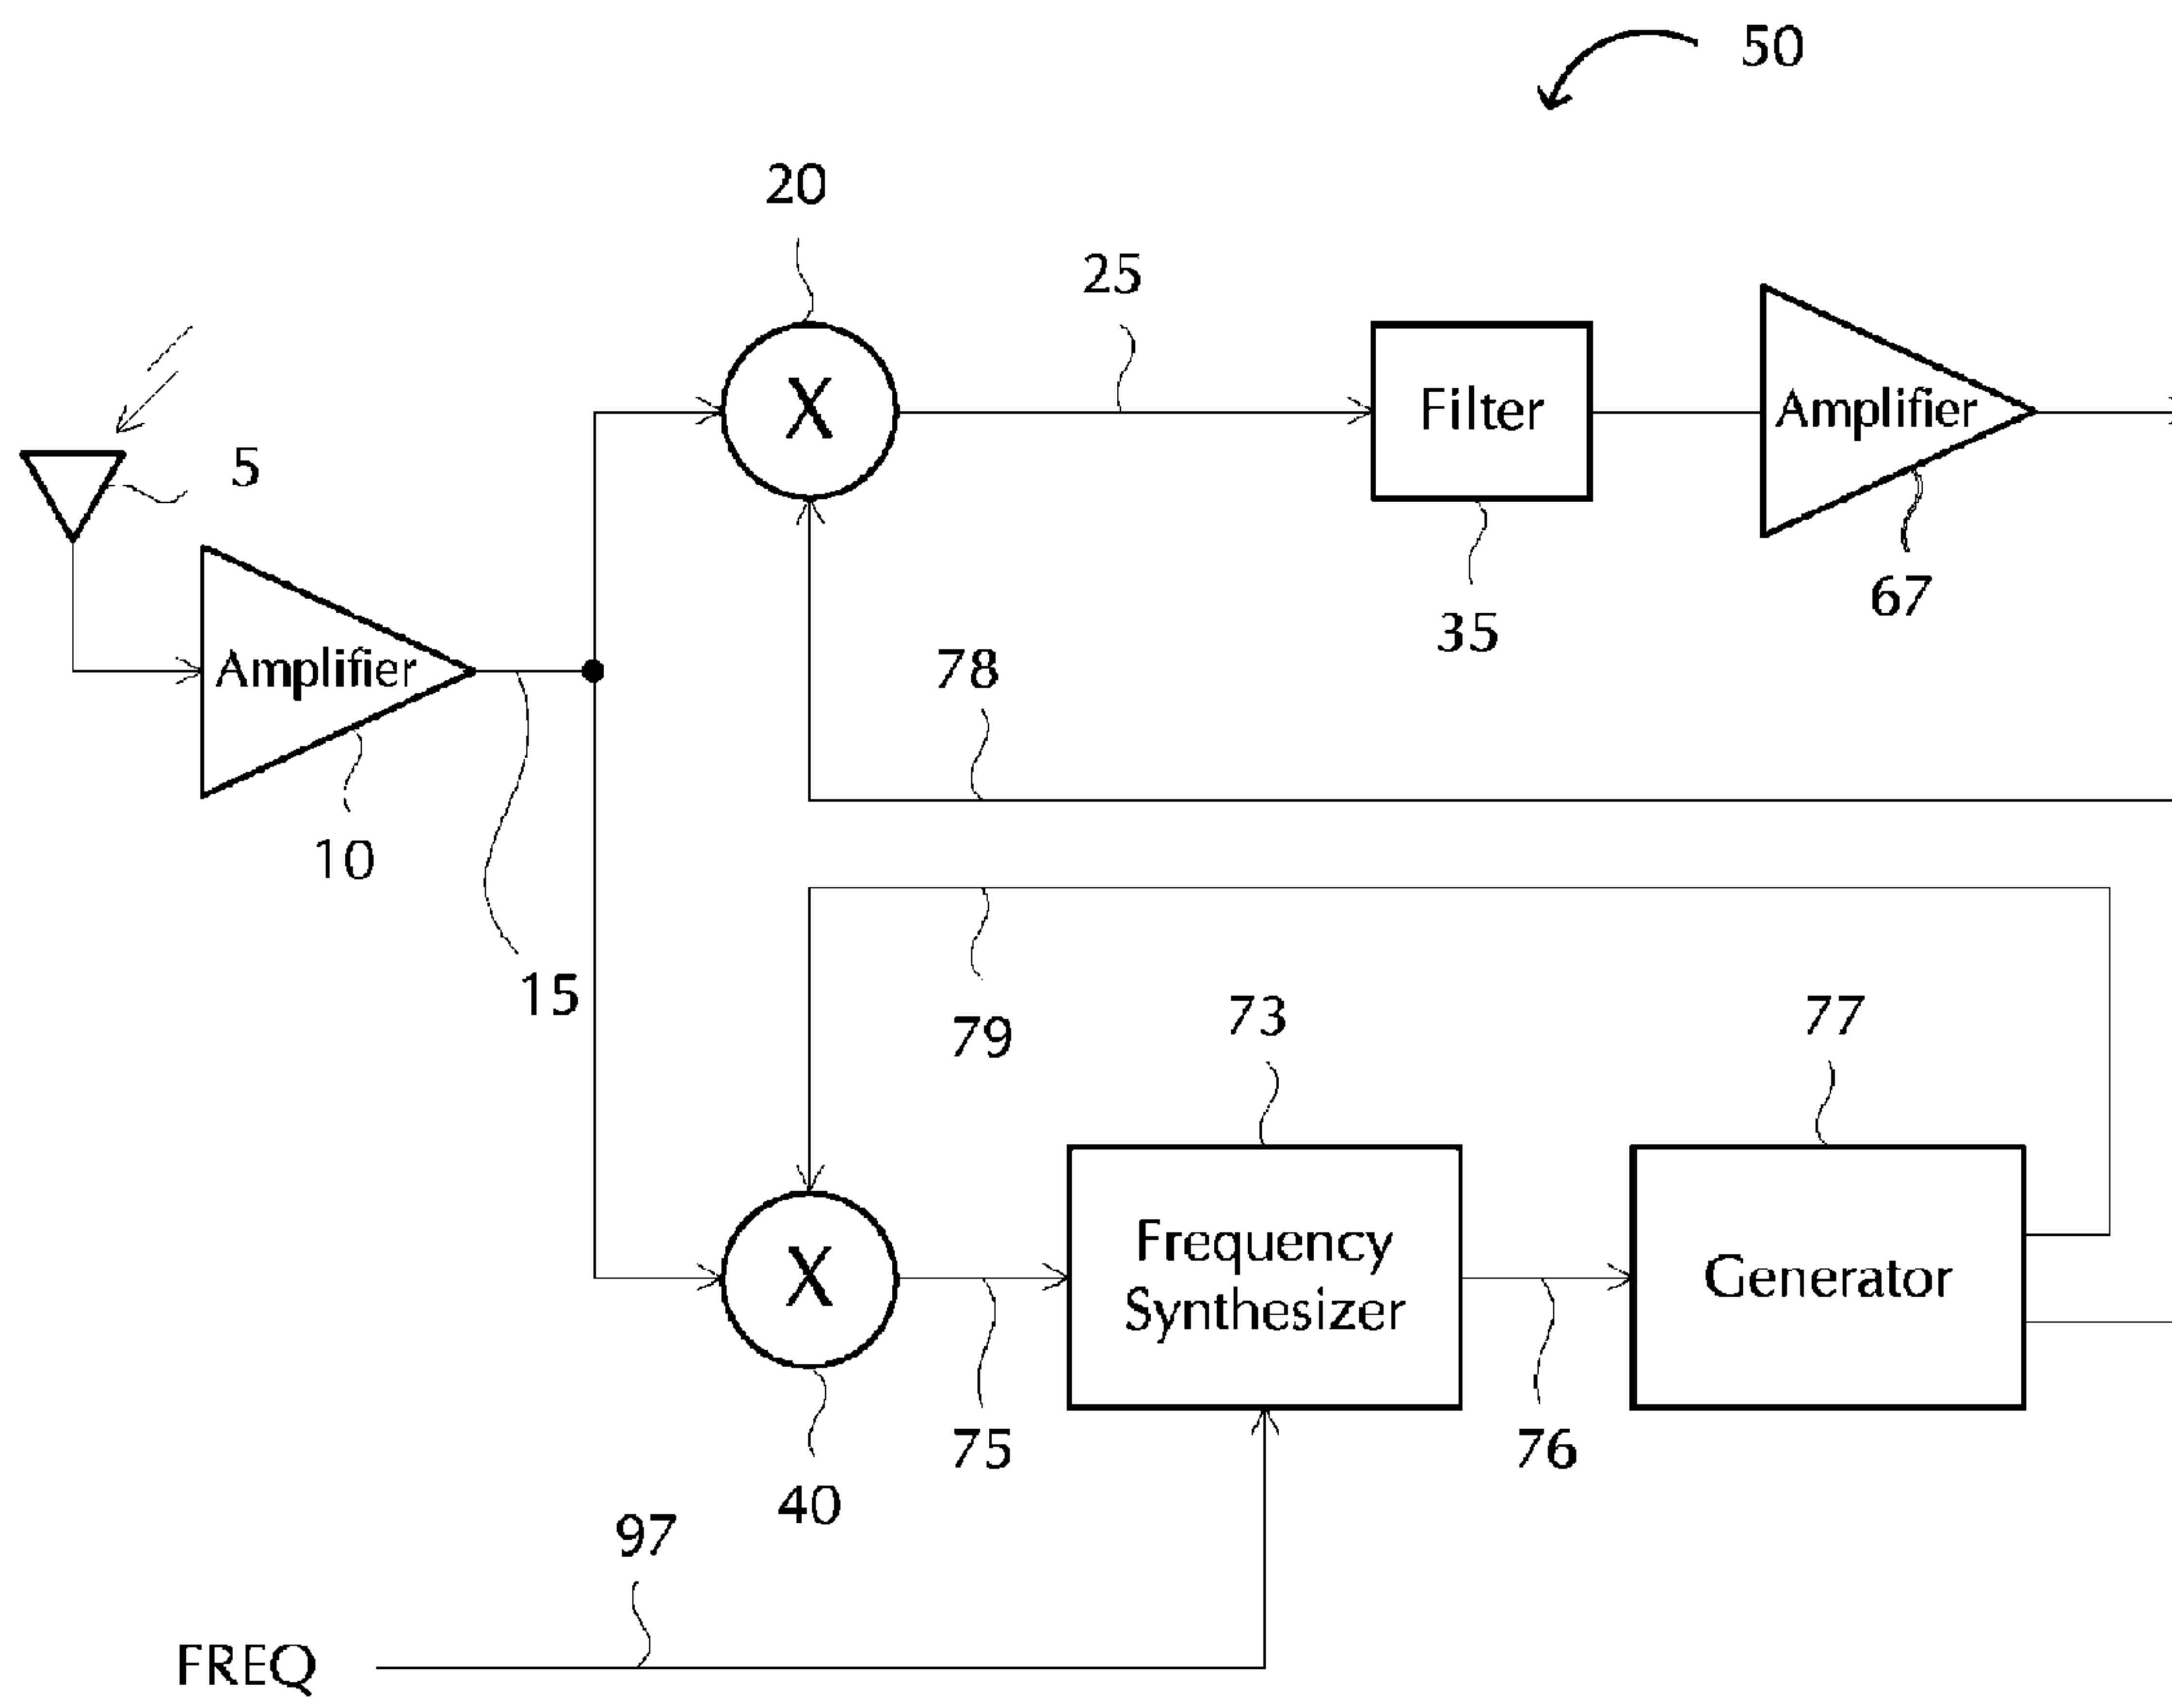 50
20
25
X
Filter
Amplifier
5
67
35
78
Amplifier
10
15
79
73
77
X
Frequency
Synthesizer
Generator
75
76
40
97
FREQ